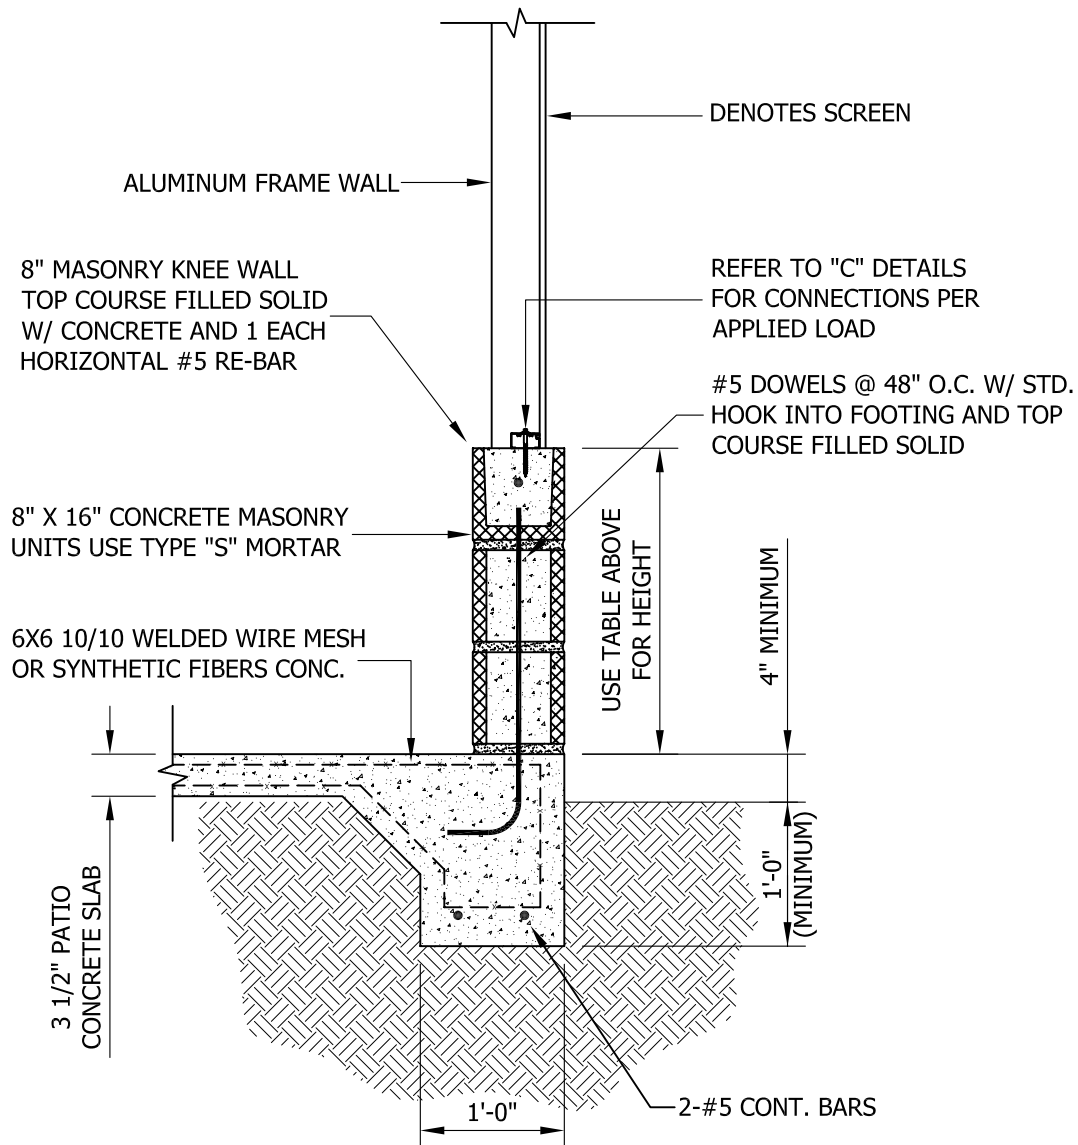 DENOTES SCREEN
ALUMINUM FRAME WALL
8" MASONRY KNEE WALL
TOP COURSE FILLED SOLID
W/ CONCRETE AND 1 EACH
HORIZONTAL #5 RE-BAR
REFER TO "C" DETAILS
FOR CONNECTIONS PER
APPLIED LOAD
#5 DOWELS @ 48" O.C. W/ STD.
HOOK INTO FOOTING AND TOP
COURSE FILLED SOLID
8" X 16" CONCRETE MASONRY
UNITS USE TYPE "S" MORTAR
USE TABLE ABOVE
FOR HEIGHT
4" MINIMUM
6X6 10/10 WELDED WIRE MESH
OR SYNTHETIC FIBERS CONC.
3 1/2" PATIO
CONCRETE SLAB
1'-0"
(MINIMUM)
1'-0"
2-#5 CONT. BARS